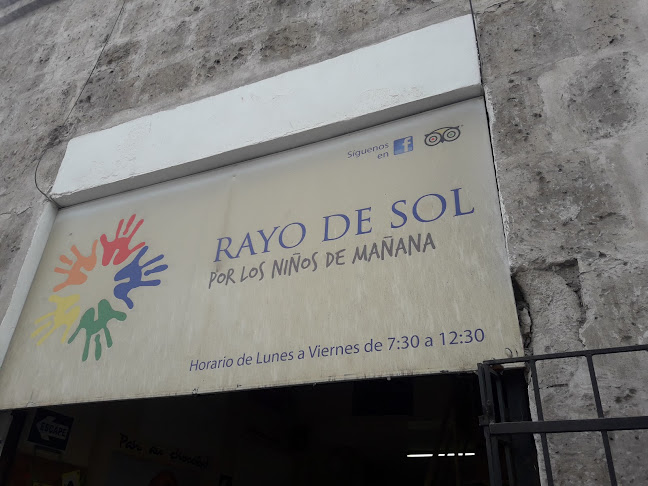 Síguenos
en f
RAYO DE SOL
POR LOS NIÑOS DE MAÑANA
Horario de Lunes a Viernes de 7:30 a 12:30
ESCAPE